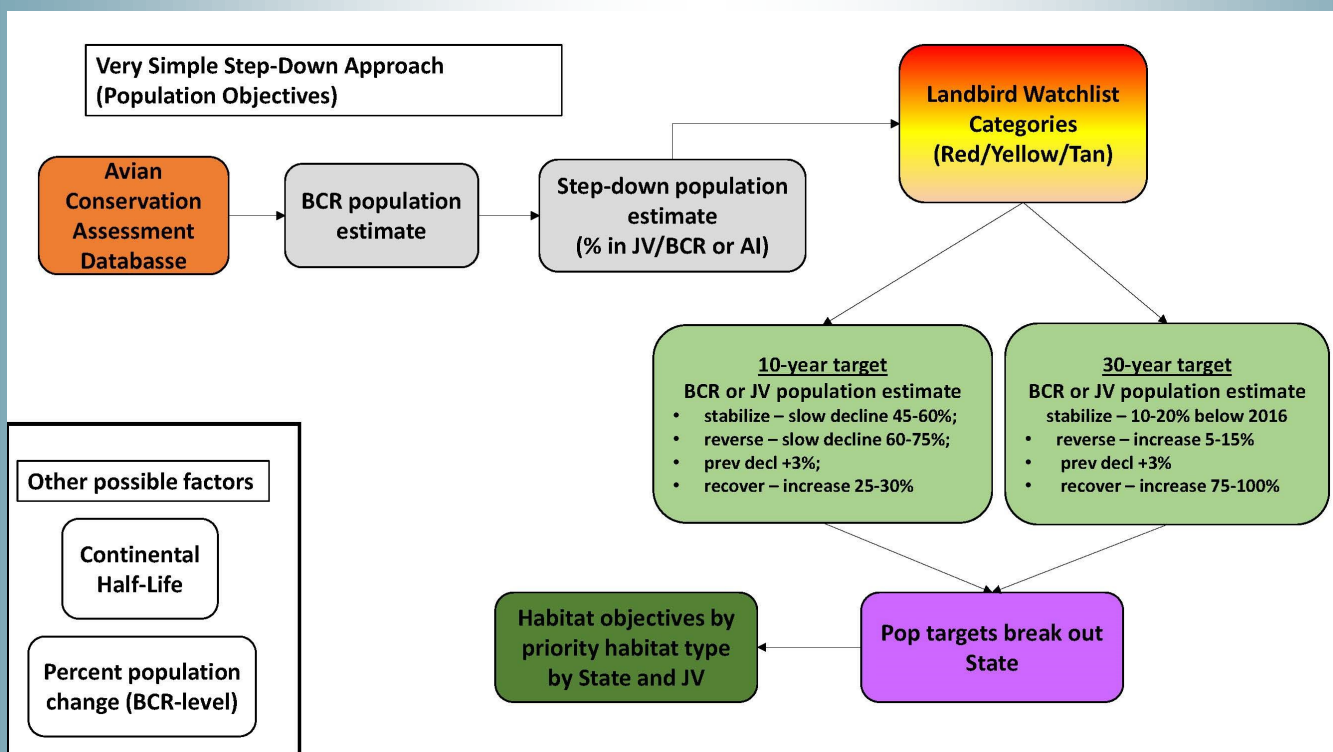 Very Simple Step-Down Approach
(Population Objectives)
Avian
Conservation
Assessment
Databasse
BCR population
estimate
Step-down population
estimate
(% in JV/BCR or AI)
Landbird Watchlist
Categories
(Red/Yellow/Tan)
10-year target
BCR or JV population estimate
• stabilize – slow decline 45-60%;
• reverse – slow decline 60-75%;
• prev decl +3%;
• recover – increase 25-30%
30-year target
BCR or JV population estimate
stabilize – 10-20% below 2016
• reverse – increase 5-15%
• prev decl +3%
• recover – increase 75-100%
Other possible factors
Continental
Half-Life
Percent population
change (BCR-level)
Habitat objectives by
priority habitat type
by State and JV
Pop targets break out
State